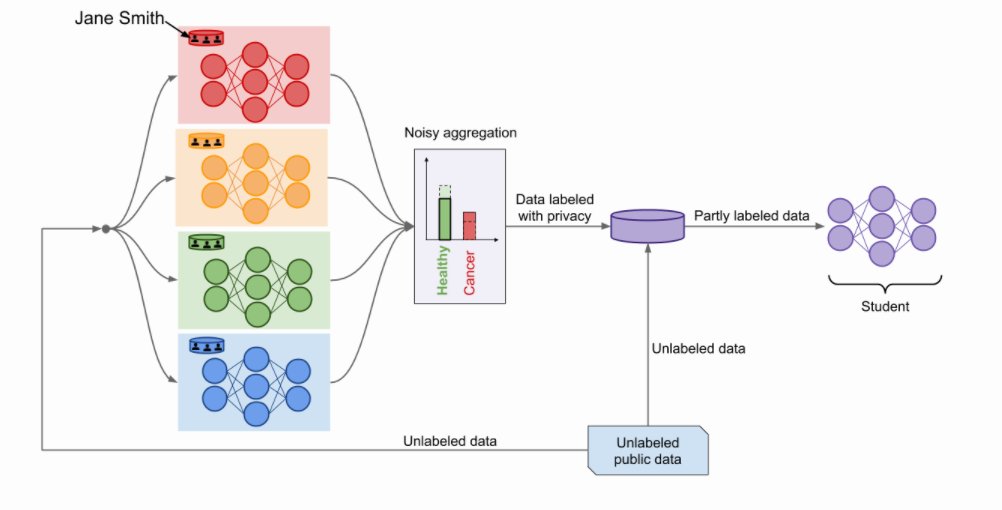 Jane Smith
Noisy aggregation
Healthy
Cancer
Data labeled
with privacy
Partly labeled data
Student
Unlabeled data
Unlabeled data
Unlabeled
public data